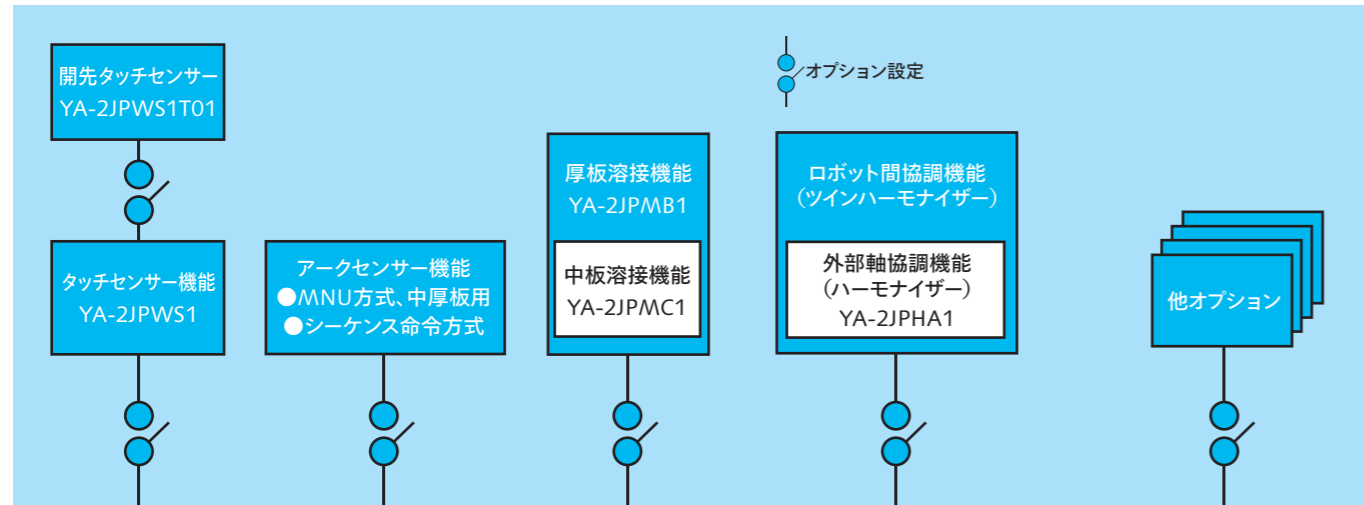 開先タッチセンサー
YA-2JPWS1T01
オプション設定
タッチセンサー機能
YA-2JPWS1
アークセンサー機能
●MNU方式、中厚板用
●シーケンス命令方式
厚板溶接機能
YA-2JPMB1
中板溶接機能
YA-2JPMC1
ロボット間協調機能
（ツインハーモナイザー）
外部軸協調機能
（ハーモナイザー）
YA-2JPHA1
他オプション